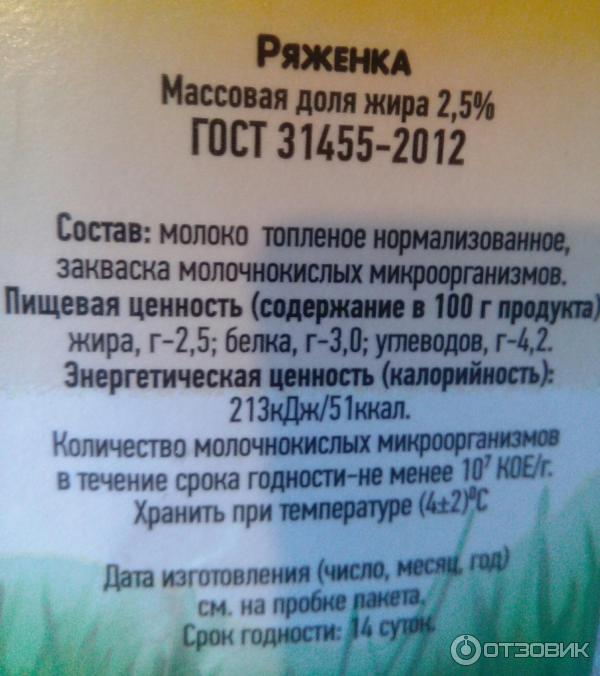 Ряженка
Массовая доля жира 2,5%
ГОСТ 31455-2012
Состав: молоко топленое нормализованное,
закваска молочнокислых микроорганизмов.
Пищевая ценность (содержание в 100 г продукта)
жира, г-2,5; белка, г-3,0; углеводов, г-4,2.
Энергетическая ценность (калорийность):
213кДж/51ккал.
Количество молочнокислых микроорганизмов
в течение срока годности-не менее 10⁷ КОЕ/г.
Хранить при температуре (4±2)⁰С
Дата изготовления (число, месяц, год)
см. на пробке пакета.
Срок годности: 14 суток.
ОТЗОВИК